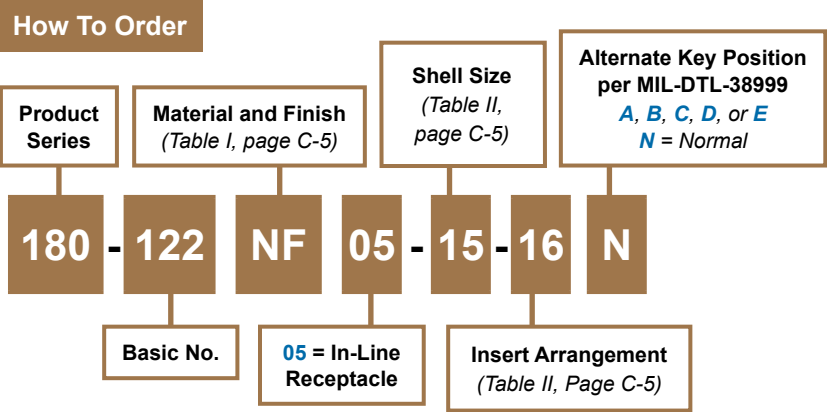 How To Order
Product
Series
Material and Finish
(Table I, page C-5)
Shell Size
(Table II,
page C-5)
Alternate Key Position
per MIL-DTL-38999
A, B, C, D, or E
N = Normal
180 - 122 NF 05 - 15 - 16 N
Basic No.
05 = In-Line
Receptacle
Insert Arrangement
(Table II, Page C-5)